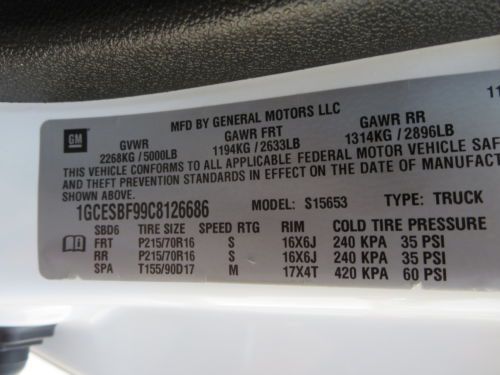 11
MFD BY GENERAL MOTORS LLC
GM GVWR GAWR FRT GAWR RR
2268KG / 5000LB 1194KG / 2633LB 1314KG / 2896LB
THIS VEHICLE CONFORMS TO ALL APPLICABLE FEDERAL MOTOR VEHICLE SAF
THEFT PREVENTION STANDARDS IN EFFECT ON THE DATE OF MANUFACT
SHOWN ABOVE.
1GCESBF99C8126686 MODEL: S15653 TYPE: TRUCK
SBD6 TIRE SIZE SPEED RTG RIM COLD TIRE PRESSURE
FRT P215/70R16 S 16X6J 240 KPA 35 PSI
RR P215/70R16 S 16X6J 240 KPA 35 PSI
SPA T155/90D17 M 17X4T 420 KPA 60 PSI